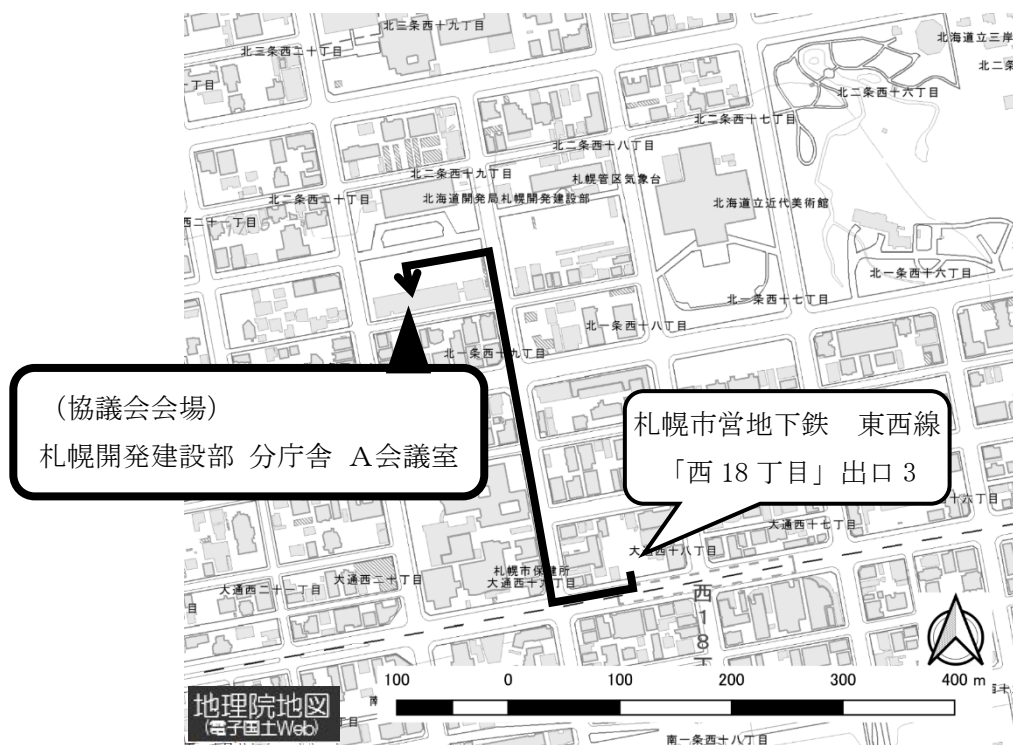 北三条西十九丁目
北三条西二十丁目
北海道立三岸
北二条
丁目
北二条西十六丁目
北二条西十七丁目
北二条西十八丁目
北二条西十九丁目
札幌管区気象台
北二条西二十丁目
北海道開発局札幌開発建設部
北海道立近代美術館
西二十一丁目
北一条西十六丁目
北一条西十七丁目
北一条西十八丁目
北一条西十九丁目
(協議会会場)
札幌開発建設部 分庁舎 A会議室
札幌市営地下鉄 東西線
「西18丁目」出口3
十六丁目
大通西十七丁目
大通西十八丁目
札幌市保健所
大通西十九丁目
大通西二十丁目
大通西二十一丁目
西18丁
100 0 100 200 300 400 m
地理院地図
(電子国土Web)
南一条西十八丁目